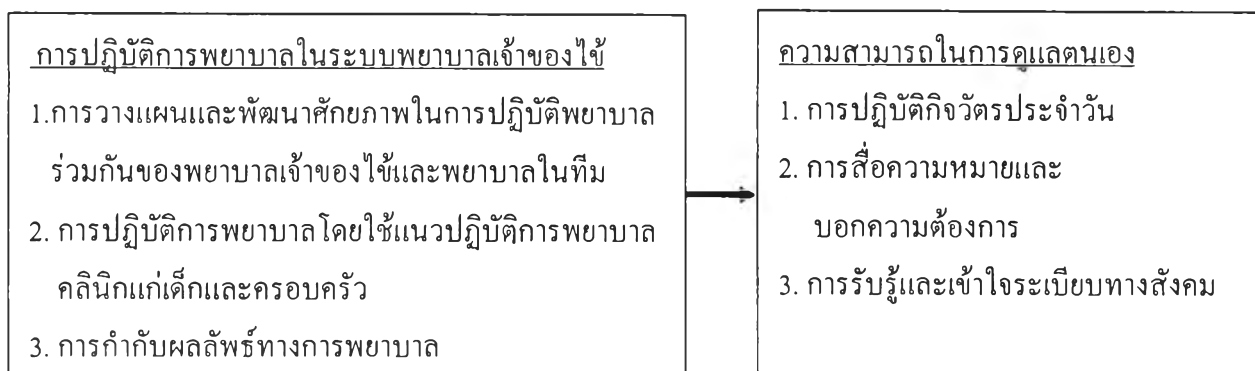 การปฏิบัติการพยาบาลในระบบพยาบาลเจ้าของไข้
1.การวางแผนและพัฒนาศักยภาพในการปฏิบัติพยาบาล
ร่วมกันของพยาบาลเจ้าของไข้และพยาบาลในทีม
2. การปฏิบัติการพยาบาลโดยใช้แนวปฏิบัติการพยาบาล
คลินิกแก่เด็กและครอบครัว
3. การกำกับผลลัพธ์ทางการพยาบาล
ความสามารถในการดูแลตนเอง
1. การปฏิบัติกิจวัตรประจำวัน
2. การสื่อความหมายและ
บอกความต้องการ
3. การรับรู้และเข้าใจระเบียบทางสังคม